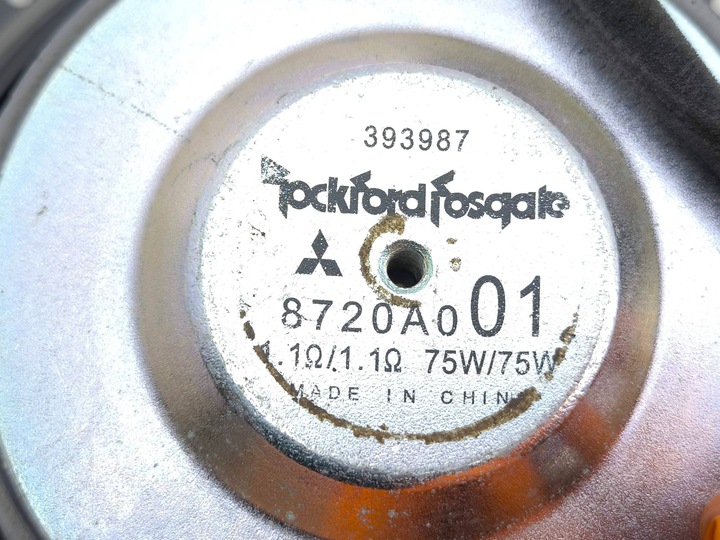 393987
Rockford Fosgate
8720A001
1.1Ω/1.1Ω 75W/75W
MADE IN CHINA